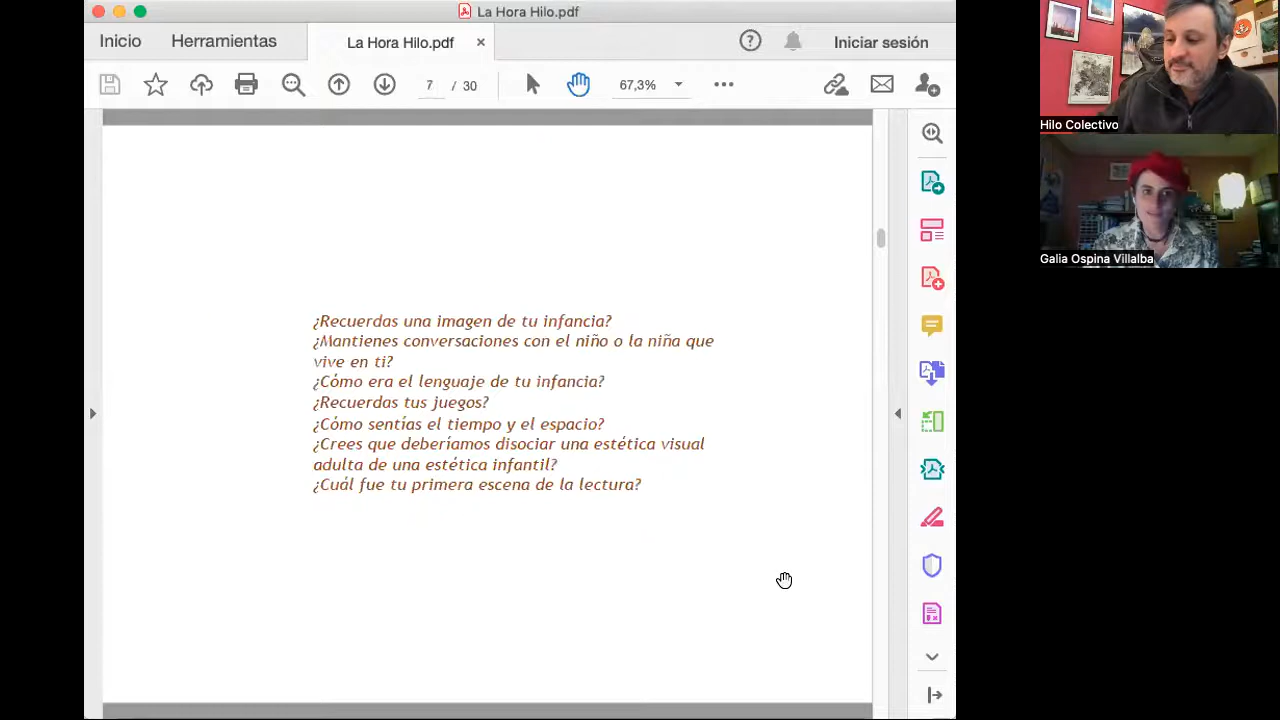 La Hora Hilo.pdf
Inicio
Herramientas
La Hora Hilo.pdf
Iniciar sesión
7 / 30
67,3%
¿Recuerdas una imagen de tu infancia?
¿Mantienes conversaciones con el niño o la niña que
vive en ti?
¿Cómo era el lenguaje de tu infancia?
¿Recuerdas tus juegos?
¿Cómo sentías el tiempo y el espacio?
¿Crees que deberíamos disociar una estética visual
adulta de una estética infantil?
¿Cuál fue tu primera escena de la lectura?
Hilo Colectivo
Galia Ospina Villalba